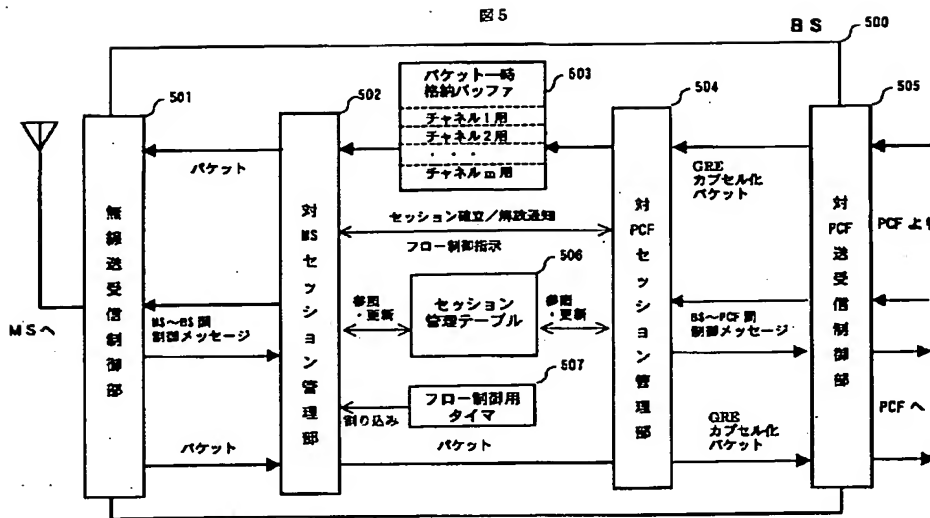 図5
BS
500
501
502
503
504
505
パケット一時
格納バッファ
チャネル1用
チャネル2用
・・・
チャネルm用
パケット
GRE
カプセル化
パケット
無線送受信制御部
対MSセッション管理部
対PCFセッション管理部
対PCF送受信制御部
セッション確立/解放通知
フロー制御指示
PCFより
506
参照
・更新
セッション
管理テーブル
参照
・更新
MSへ
MS~BS間
制御メッセージ
BS~PCF間
制御メッセージ
507
フロー制御用
タイマ
割り込み
PCFへ
パケット
パケット
GRE
カプセル化
パケット